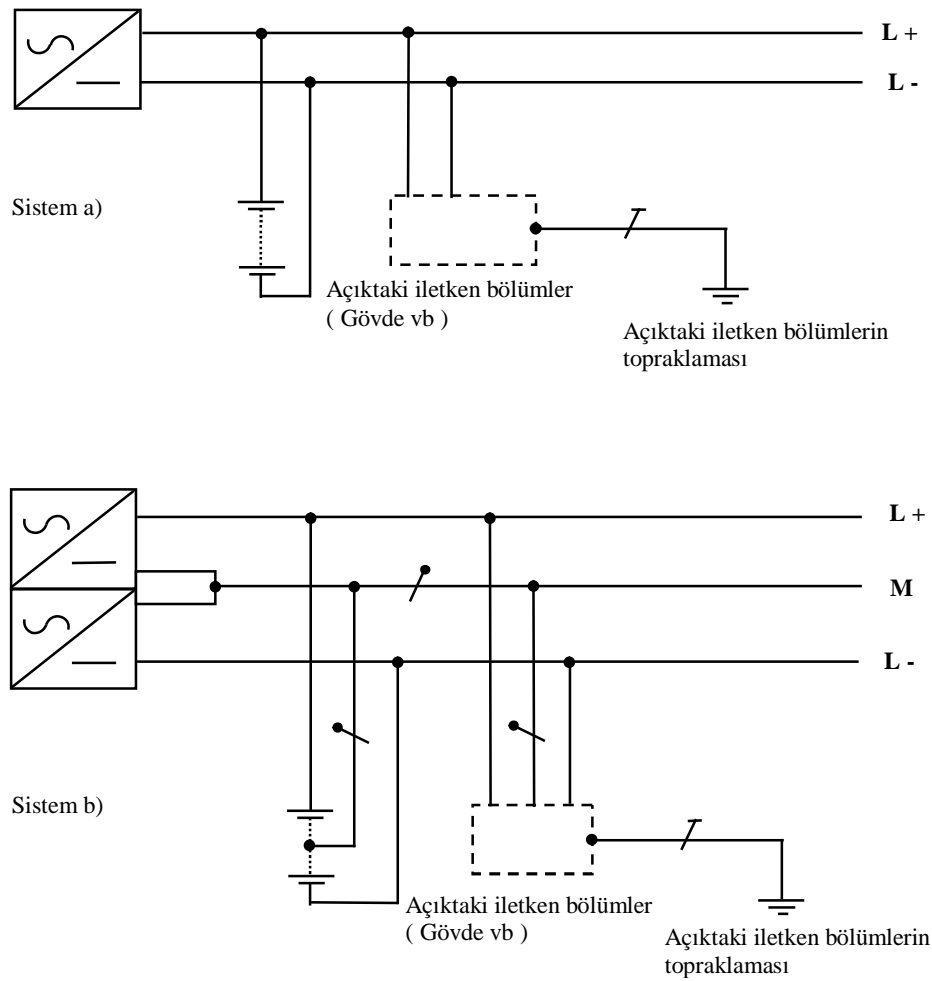 L +
L -
Sistem a)
Açıktaki iletken bölümler
( Gövde vb )
Açıktaki iletken bölümlerin
topraklaması
L +
M
L -
Sistem b)
Açıktaki iletken bölümler
( Gövde vb )
Açıktaki iletken bölümlerin
topraklaması